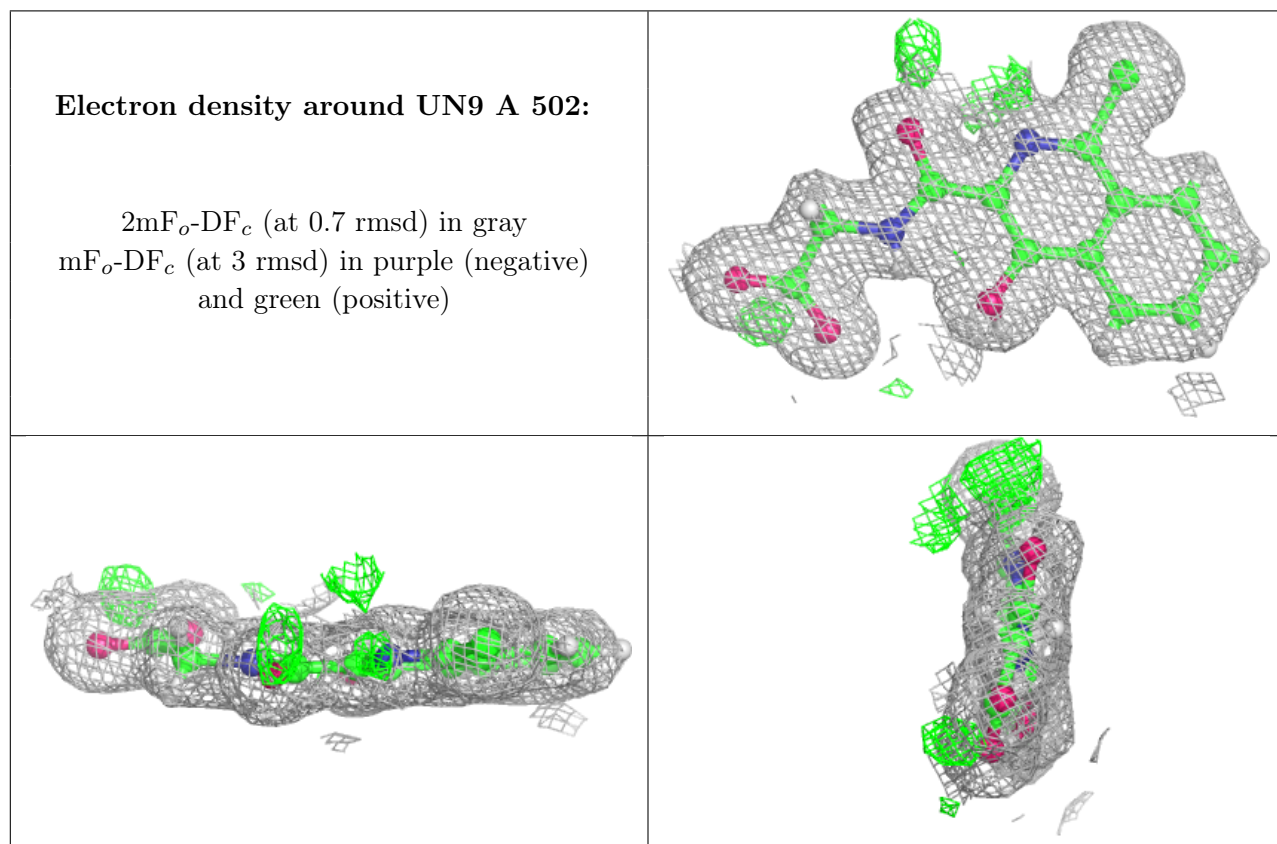 Electron density around UN9 A 502:
2mFo-DFc (at 0.7 rmsd) in gray
mFo-DFc (at 3 rmsd) in purple (negative)
and green (positive)